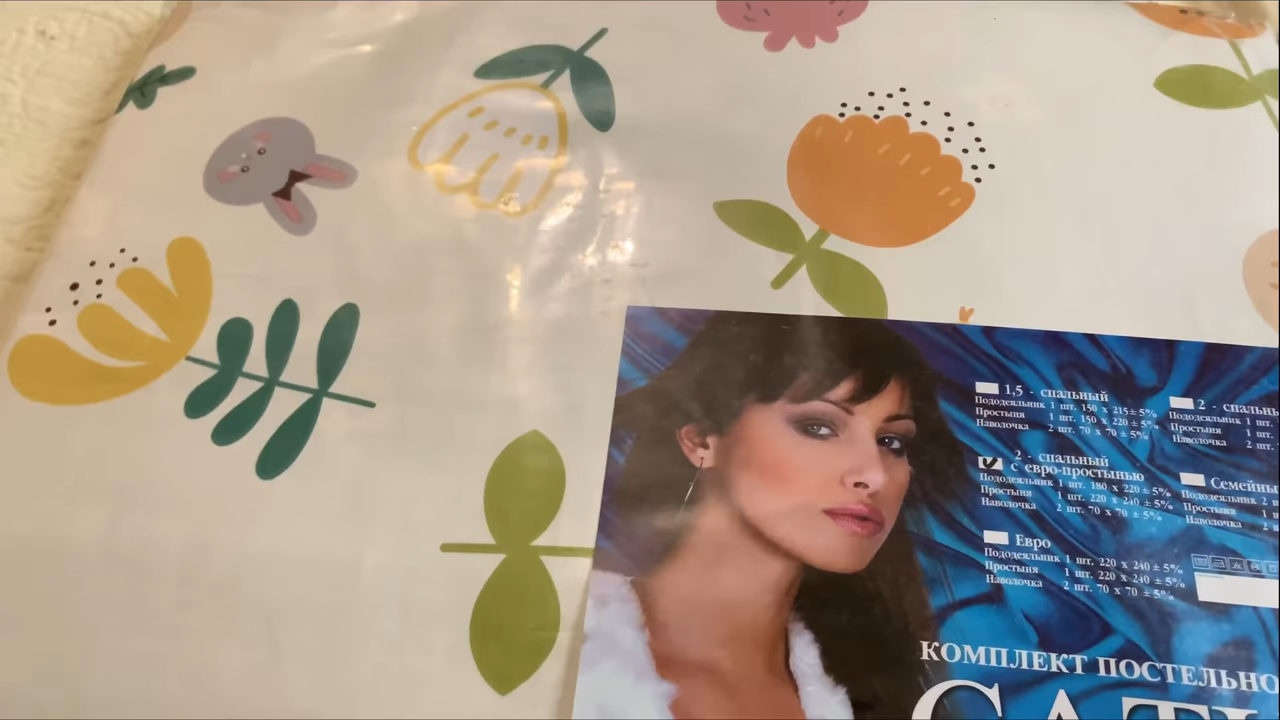 1,5 - спальный
Пододеяльник 1 шт. 150 х 215± 5%
Простыня 1 шт. 150 х 220± 5%
Наволочка 2 шт. 70 х 70 ± 5%
2 - спальн
Пододеяльник 1 шт.
Простыня 1 шт.
Наволочка 2 шт.
2 - спальный
с евро-простынью
Пододеяльник 1 шт. 180 х 220 ± 5%
Простыня 1 шт. 220 х 240 ± 5%
Наволочка 2 шт. 70 х 70 ± 5%
Семейны
Пододеяльник 2
Простыня 1
Наволочка 2
Евро
Пододеяльник 1 шт. 220 х 240 ± 5%
Простыня 1 шт. 220 х 240 ± 5%
Наволочка 2 шт. 70 х 70 ± 5%
КОМПЛЕКТ ПОСТЕЛЬНО
САТИ